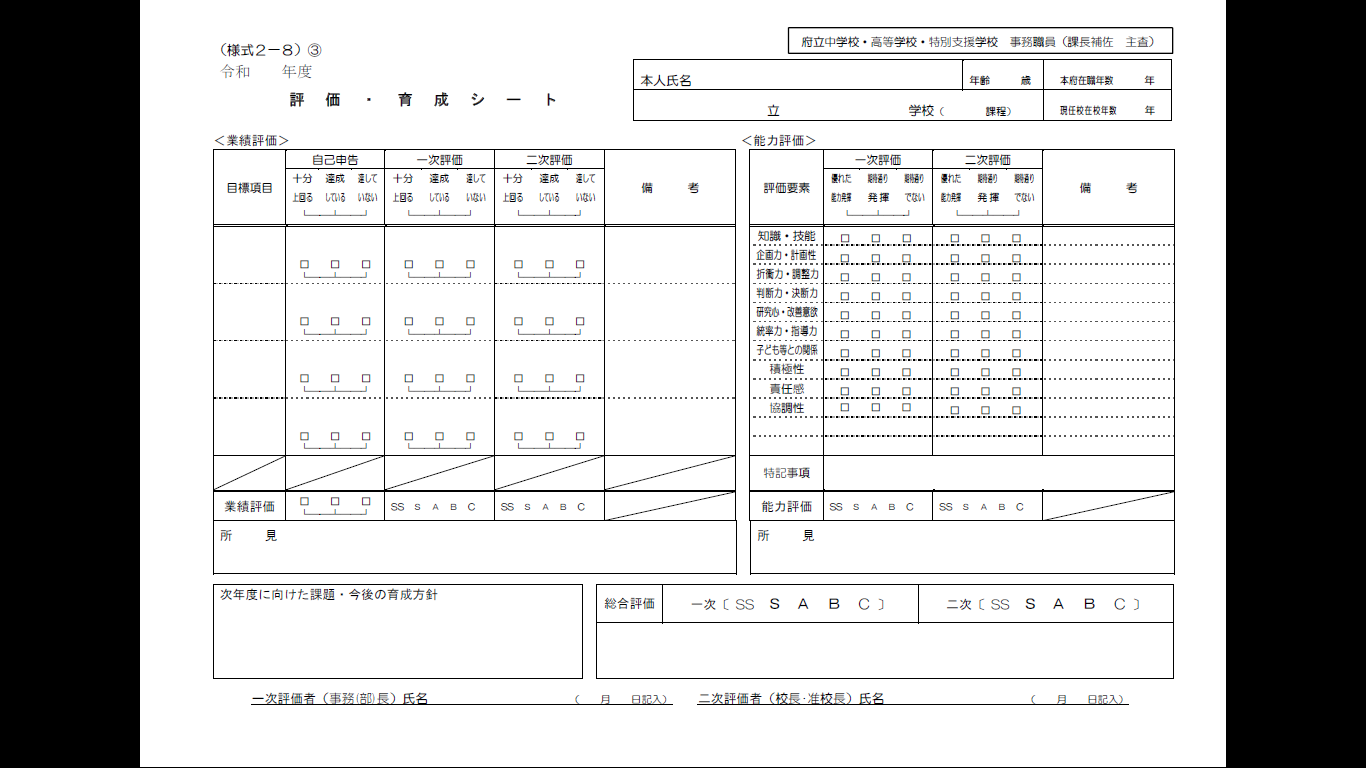 （様式２－８）③
府立中学校・高等学校・特別支援学校　事務職員（課長補佐　主査）
令和　　年度
評　価　・　育　成　シ　ー　ト
本人氏名　年齢　　歳　本府在職年数　　年
立　学校（　　課程）　現任校在校年数　　年
＜業績評価＞
目標項目　自己申告　一次評価　二次評価　備　　考
十分上回る　達成している　達していない　十分上回る　達成している　達していない　十分上回る　達成している　達していない
□　□　□　□　□　□　□　□　□
□　□　□　□　□　□　□　□　□
□　□　□　□　□　□　□　□　□
□　□　□　□　□　□　□　□　□
業績評価　□　□　□　SS　S　A　B　C　SS　S　A　B　C
所　　見
＜能力評価＞
評価要素　一次評価　二次評価　備　　考
優れた能力発揮　期待通り発揮　期待通りでない　優れた能力発揮　期待通り発揮　期待通りでない
知識・技能　□　□　□　□　□　□
企画力・計画性　□　□　□　□　□　□
折衝力・調整力　□　□　□　□　□　□
判断力・決断力　□　□　□　□　□　□
研究心・改善意欲　□　□　□　□　□　□
統率力・指導力　□　□　□　□　□　□
子ども等との関係　□　□　□　□　□　□
積極性　□　□　□　□　□　□
責任感　□　□　□　□　□　□
協調性　□　□　□　□　□　□
特記事項
能力評価　SS　S　A　B　C　SS　S　A　B　C
所　　見
次年度に向けた課題・今後の育成方針
総合評価　一次〔 SS　S　A　B　C 〕　二次〔 SS　S　A　B　C 〕
一次評価者（事務(部)長）氏名　（　月　日記入）
二次評価者（校長･准校長）氏名　（　月　日記入）